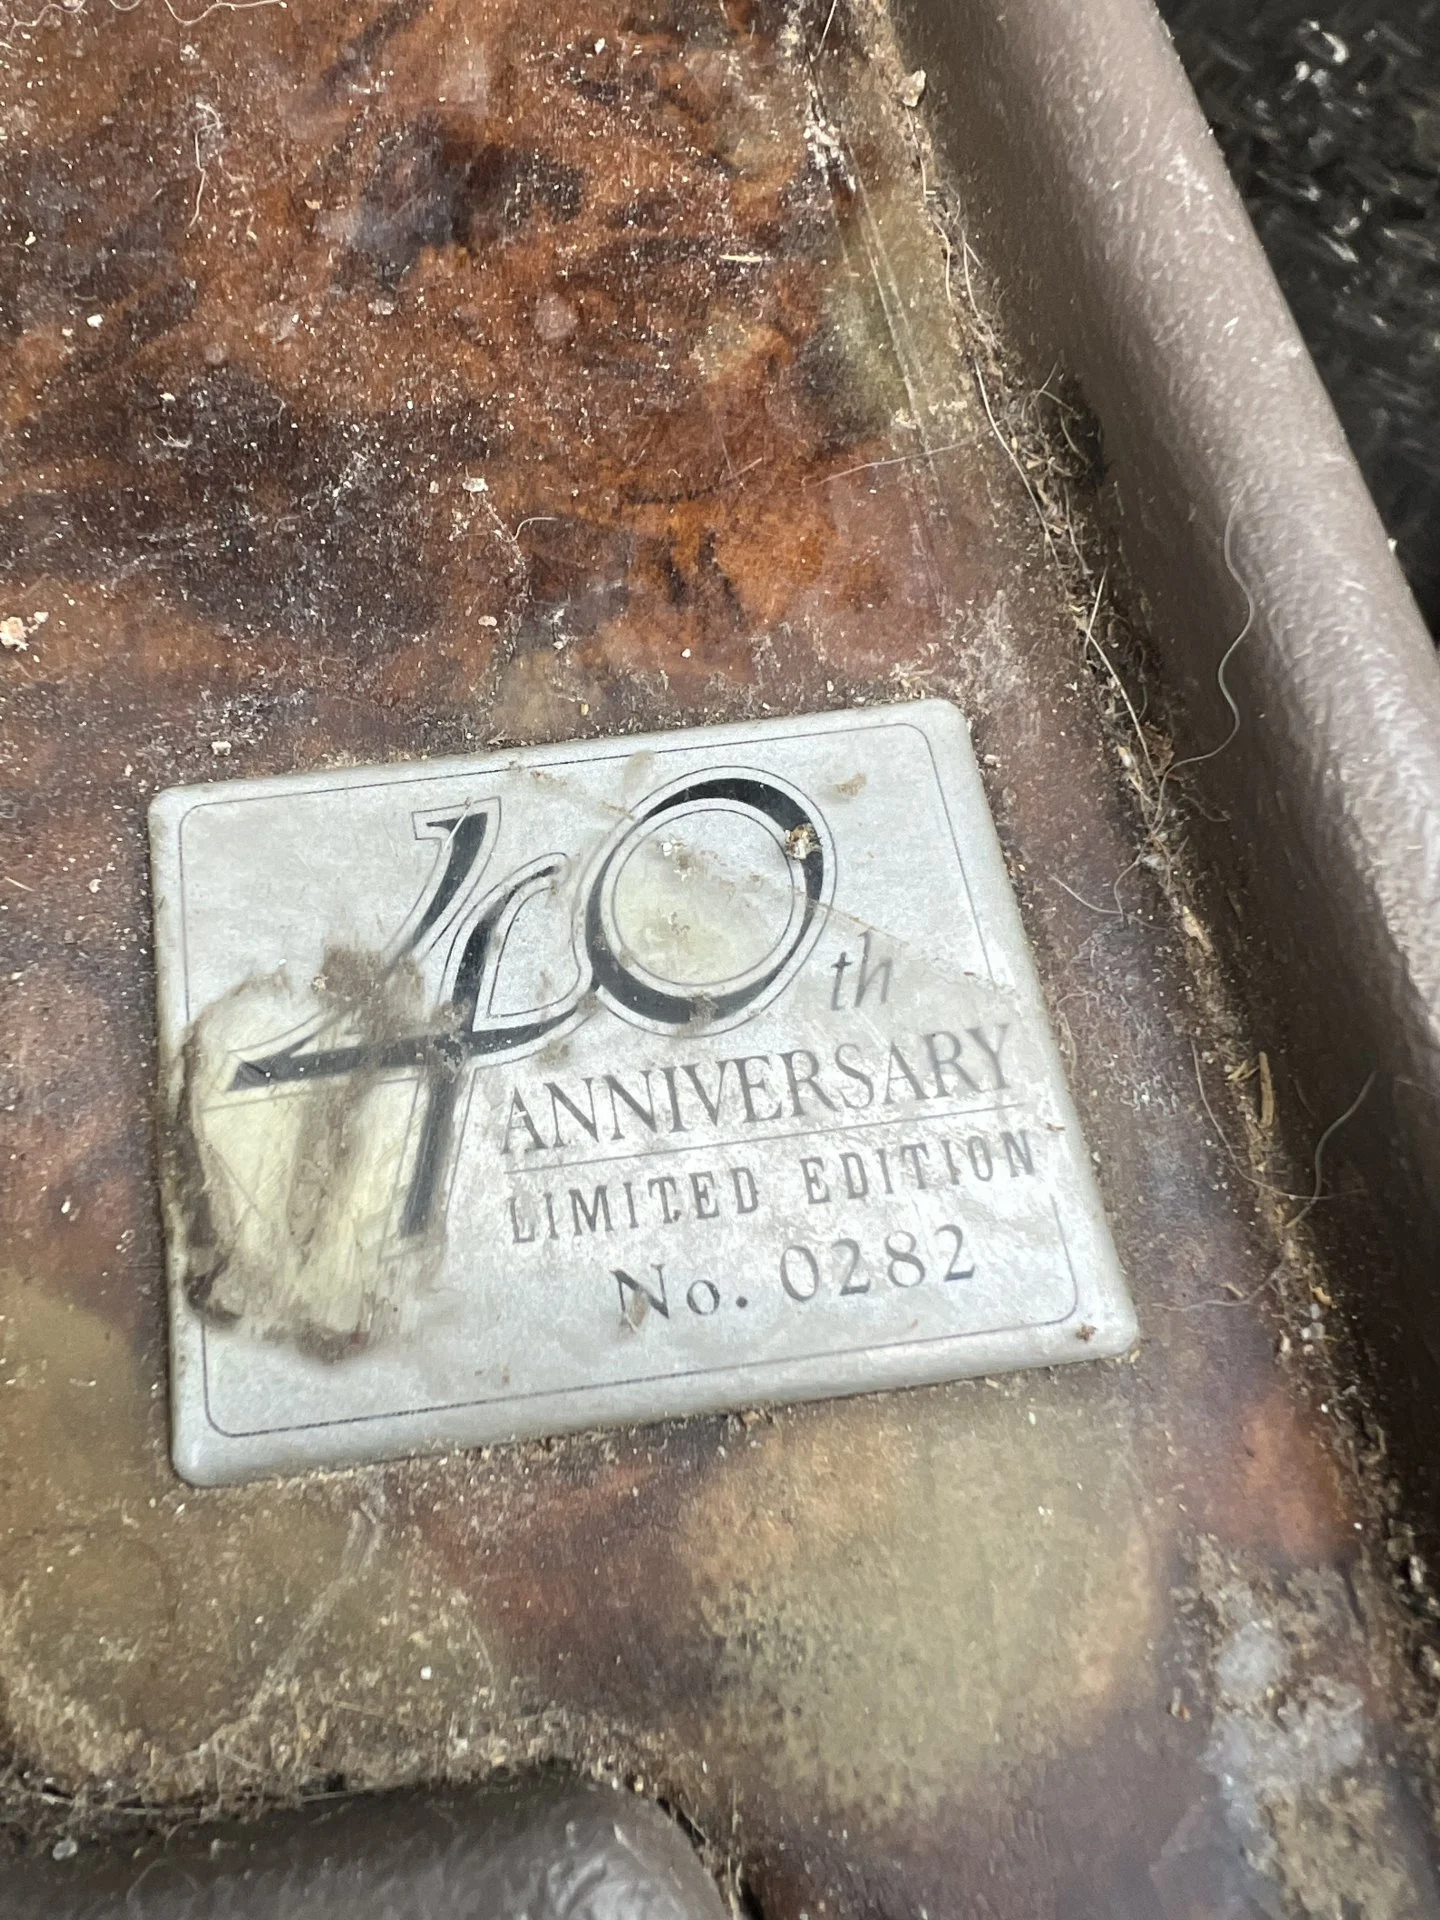 40th
ANNIVERSARY
LIMITED EDITION
No. 0282